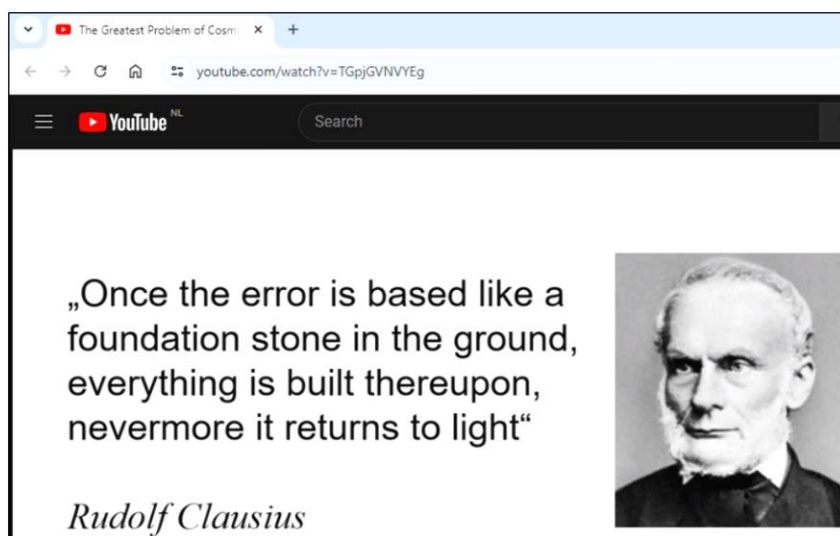 The Greatest Problem of Cosm
youtube.com/watch?v=TGpjGVNVYEg
YouTube NL
Search
„Once the error is based like a
foundation stone in the ground,
everything is built thereupon,
nevermore it returns to light“
Rudolf Clausius